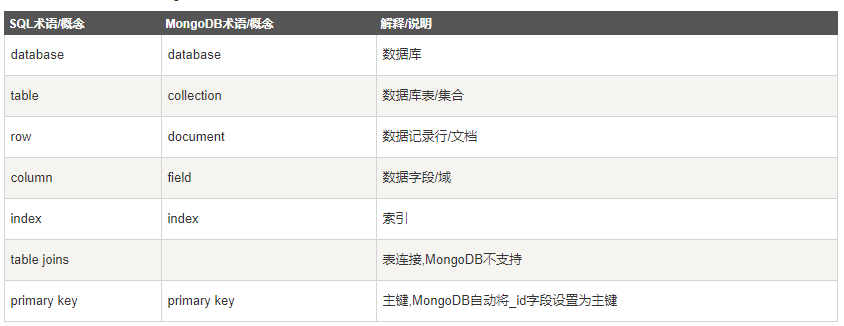 SQL术语/概念 MongoDB术语/概念 解释/说明
database database 数据库
table collection 数据库表/集合
row document 数据记录行/文档
column field 数据字段/域
index index 索引
table joins 表连接,MongoDB不支持
primary key primary key 主键,MongoDB自动将_id字段设置为主键